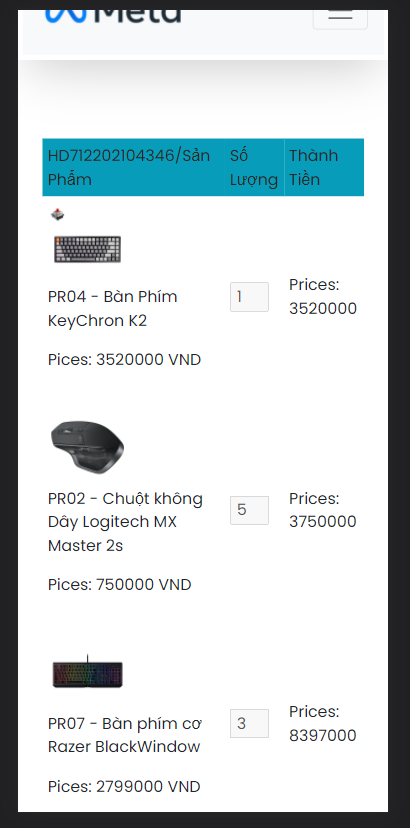 Meta
HD712202104346/Sản
Phẩm
Số
Lượng
Thành
Tiền
PR04 - Bàn Phím
KeyChron K2
Pices: 3520000 VND
1
Prices:
3520000
PR02 - Chuột không
Dây Logitech MX
Master 2s
Pices: 750000 VND
5
Prices:
3750000
PR07 - Bàn phím cơ
Razer BlackWindow
Pices: 2799000 VND
3
Prices:
8397000